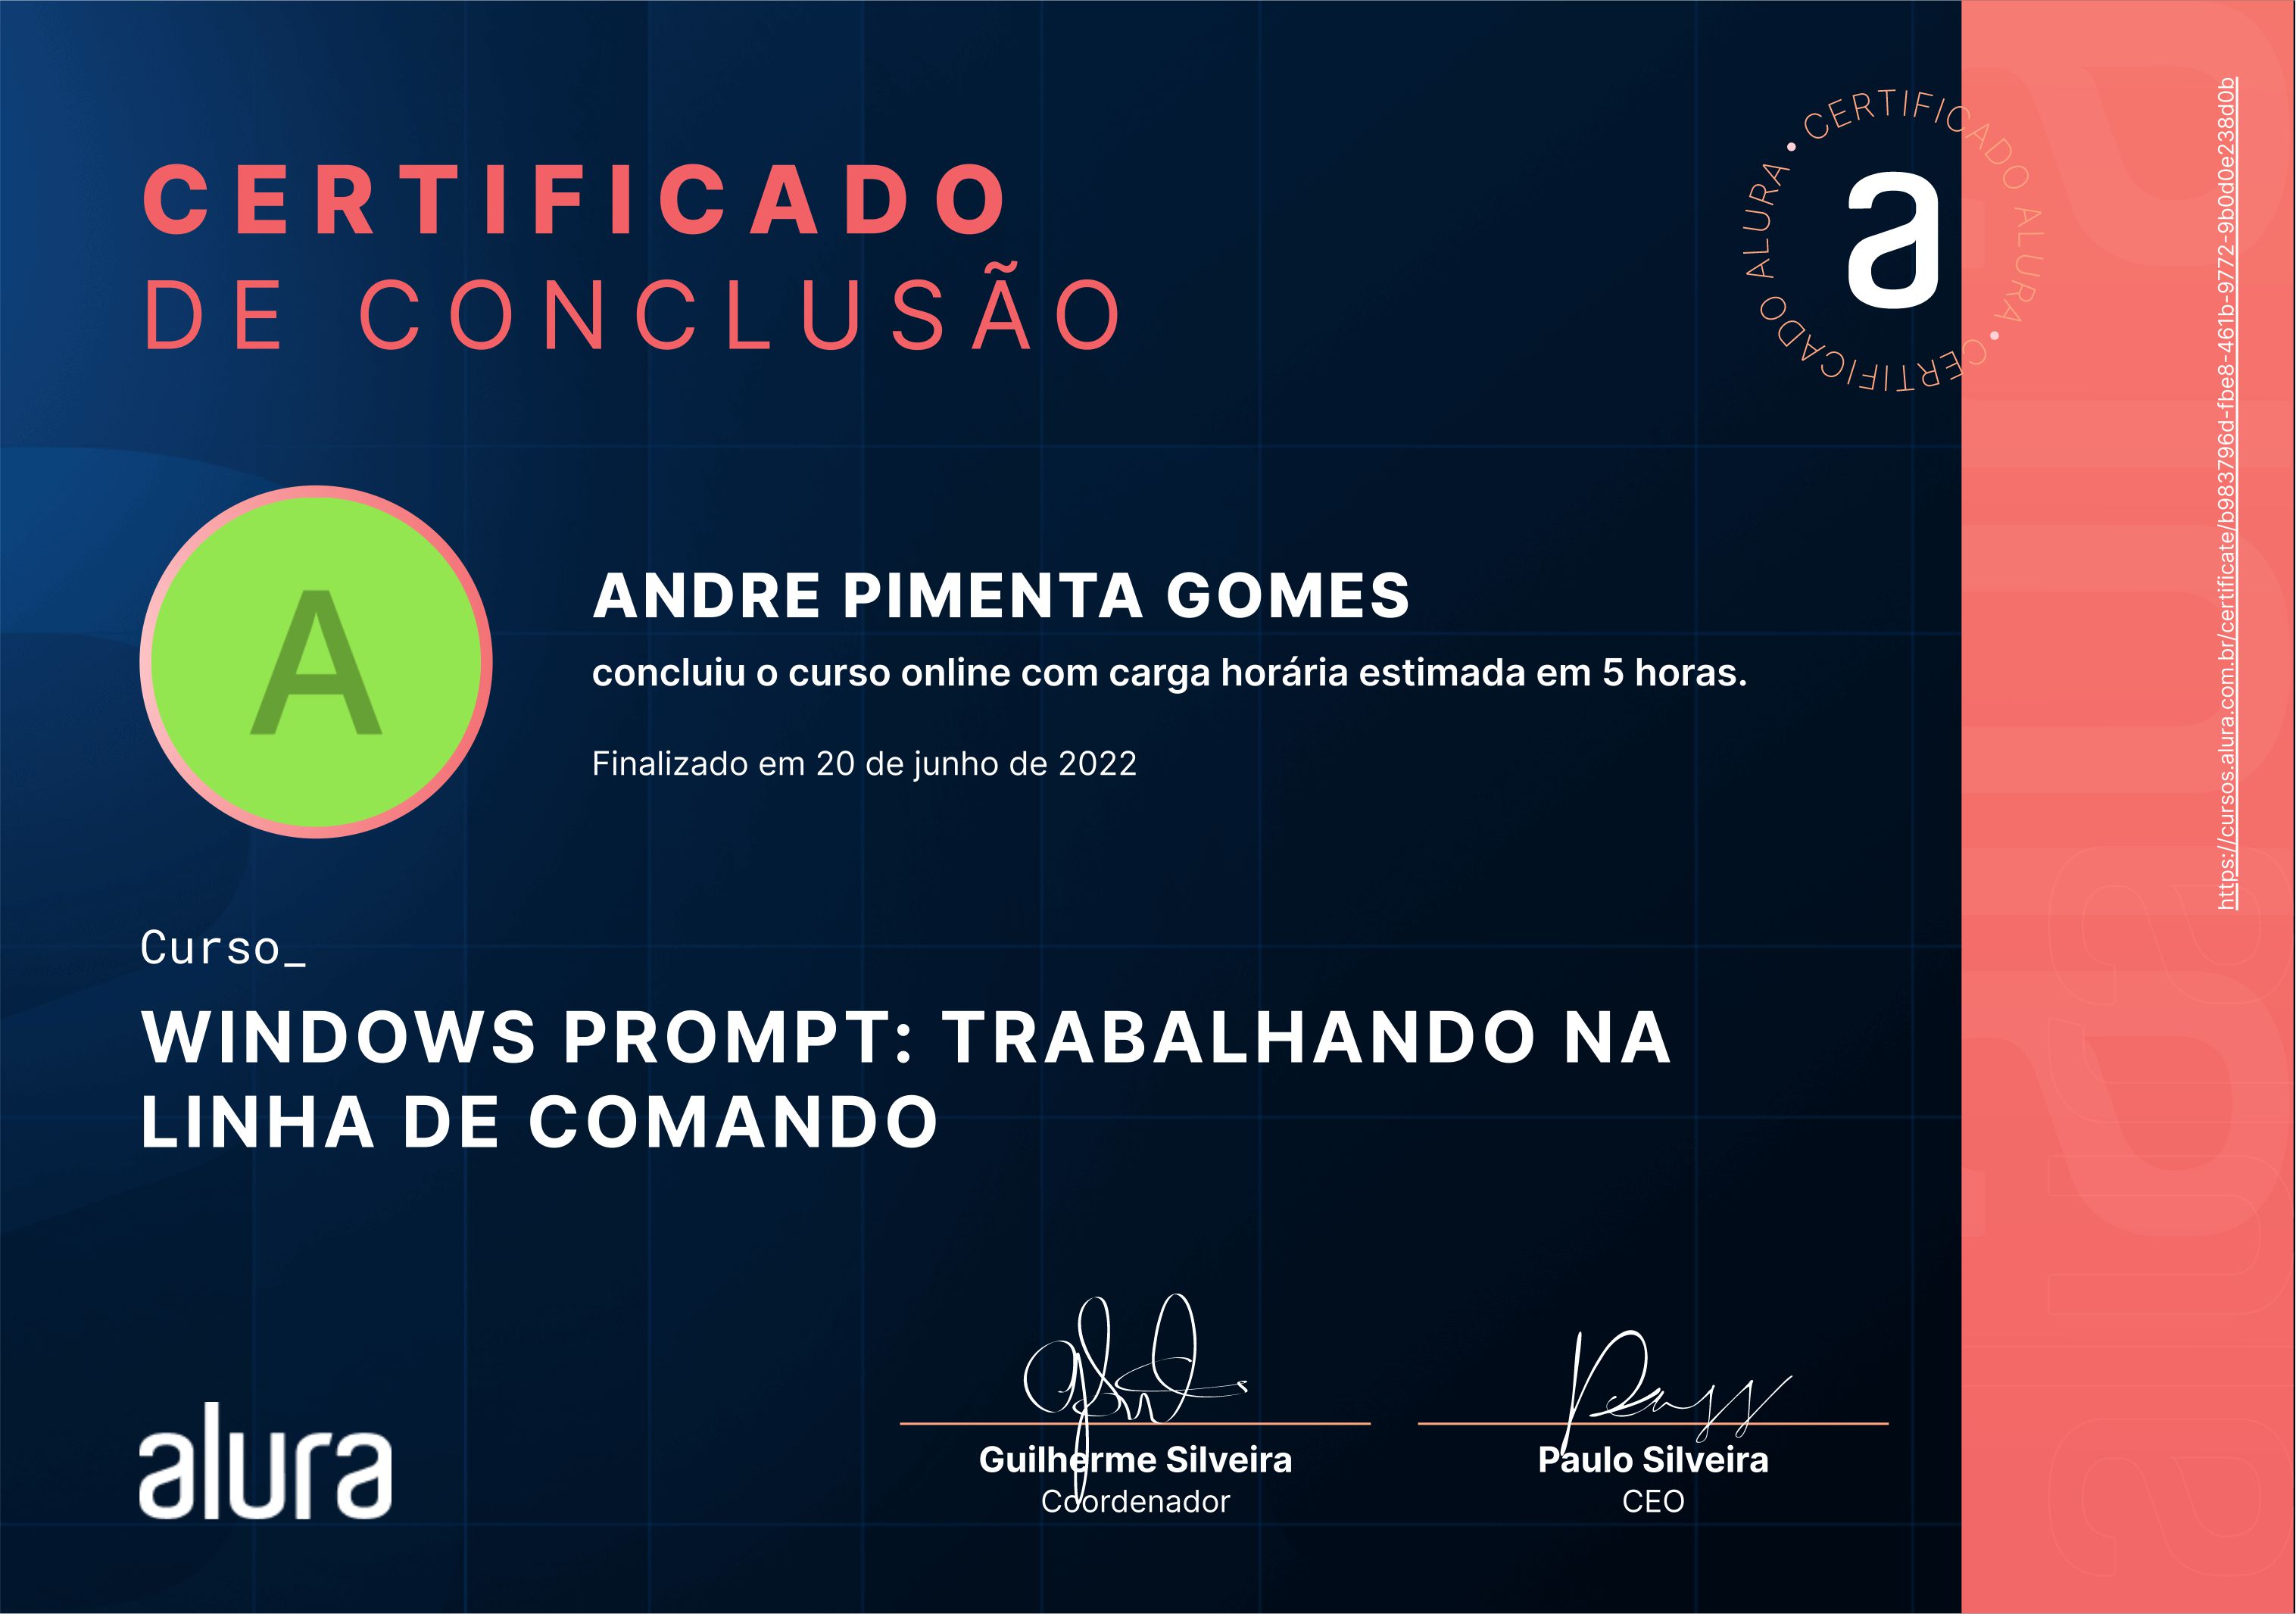 CERTIFICADO
DE CONCLUSÃO
CERTIFICADO ALURA • CERTIFICADO ALURA •
a
A
ANDRE PIMENTA GOMES
concluiu o curso online com carga horária estimada em 5 horas.
Finalizado em 20 de junho de 2022
Curso_
WINDOWS PROMPT: TRABALHANDO NA
LINHA DE COMANDO
alura
Guilherme Silveira
Coordenador
Paulo Silveira
CEO
https://cursos.alura.com.br/certificate/b983796d-fbe8-461b-9772-9b0d0e238d0b